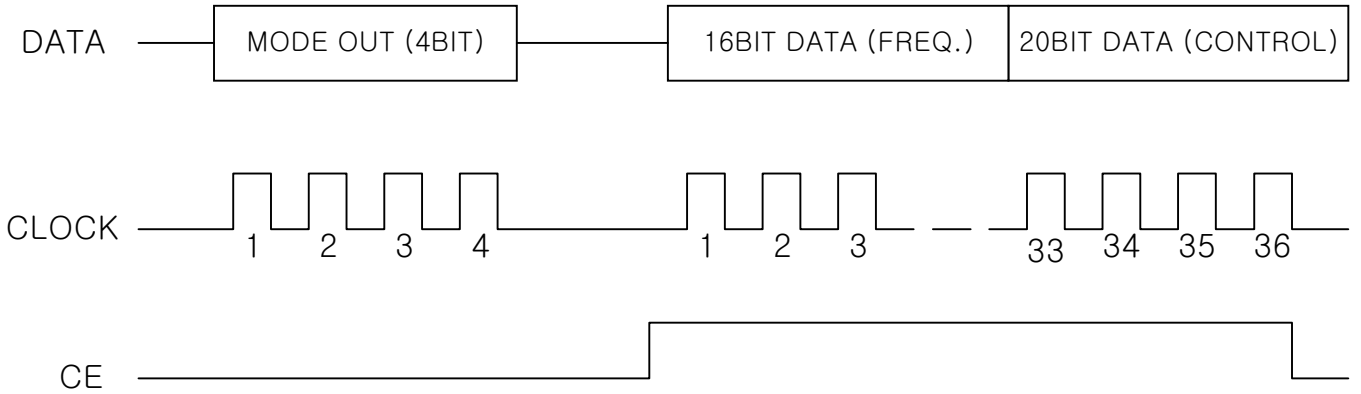 DATA MODE OUT (4BIT) 16BIT DATA (FREQ.) 20BIT DATA (CONTROL)
CLOCK 1 2 3 4 1 2 3 33 34 35 36
CE